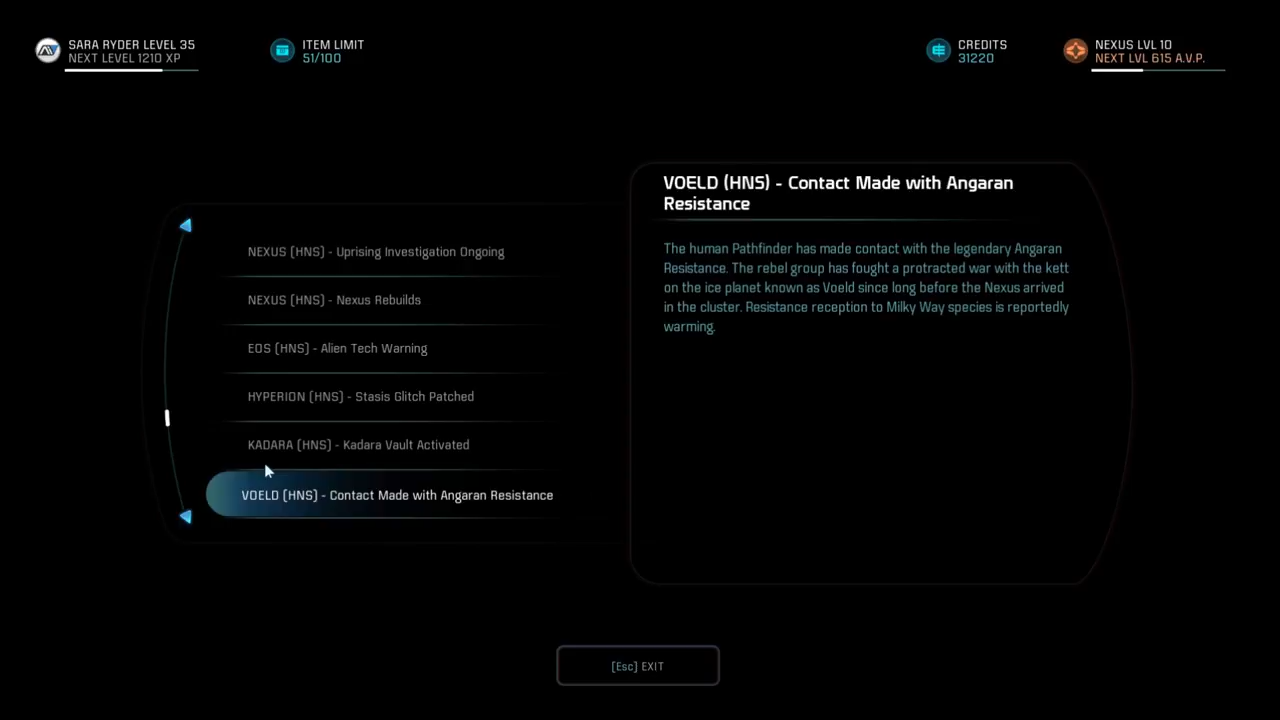 SARA RYDER LEVEL 35
NEXT LEVEL 1210 XP
ITEM LIMIT
51/100
CREDITS
31220
NEXUS LVL 10
NEXT LVL 615 A.V.P.
NEXUS (HNS) - Uprising Investigation Ongoing
NEXUS (HNS) - Nexus Rebuilds
EOS (HNS) - Alien Tech Warning
HYPERION (HNS) - Stasis Glitch Patched
KADARA (HNS) - Kadara Vault Activated
VOELD (HNS) - Contact Made with Angaran Resistance
VOELD (HNS) - Contact Made with Angaran
Resistance
The human Pathfinder has made contact with the legendary Angaran
Resistance. The rebel group has fought a protracted war with the kett
on the ice planet known as Voeld since long before the Nexus arrived
in the cluster. Resistance reception to Milky Way species is reportedly
warming.
[Esc] EXIT